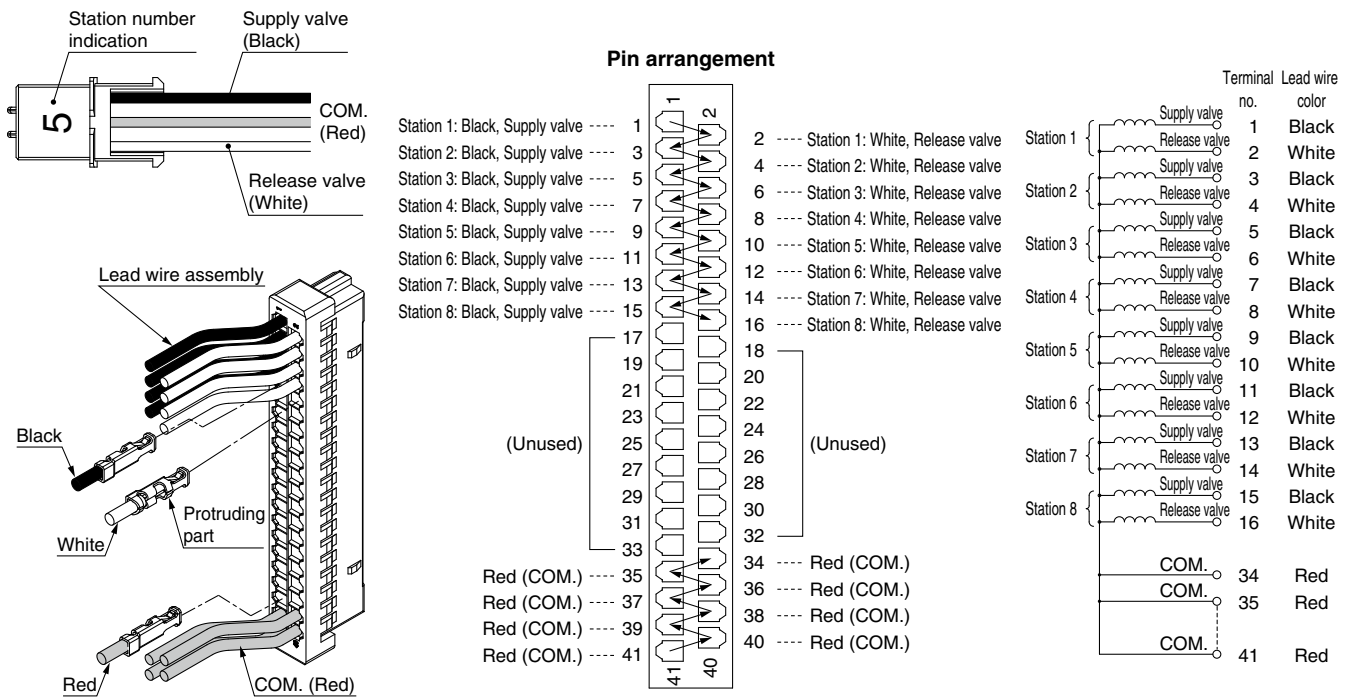 Station number
indication
Supply valve
(Black)
5
COM.
(Red)
Release valve
(White)
Lead wire assembly
Black
White
Protruding
part
Red
COM. (Red)
Pin arrangement
1
2
Station 1: Black, Supply valve ---- 1
2 ---- Station 1: White, Release valve
Station 2: Black, Supply valve ---- 3
4 ---- Station 2: White, Release valve
Station 3: Black, Supply valve ---- 5
6 ---- Station 3: White, Release valve
Station 4: Black, Supply valve ---- 7
8 ---- Station 4: White, Release valve
Station 5: Black, Supply valve ---- 9
10 ---- Station 5: White, Release valve
Station 6: Black, Supply valve ---- 11
12 ---- Station 6: White, Release valve
Station 7: Black, Supply valve ---- 13
14 ---- Station 7: White, Release valve
Station 8: Black, Supply valve ---- 15
16 ---- Station 8: White, Release valve
17
18
19
20
21
22
23
24
(Unused)
25
26
(Unused)
27
28
29
30
31
32
33
34 ---- Red (COM.)
Red (COM.) ---- 35
36 ---- Red (COM.)
Red (COM.) ---- 37
38 ---- Red (COM.)
Red (COM.) ---- 39
40 ---- Red (COM.)
Red (COM.) ---- 41
41
40
Terminal no.
Lead wire color
Station 1
Supply valve 1 Black
Release valve 2 White
Station 2
Supply valve 3 Black
Release valve 4 White
Station 3
Supply valve 5 Black
Release valve 6 White
Station 4
Supply valve 7 Black
Release valve 8 White
Station 5
Supply valve 9 Black
Release valve 10 White
Station 6
Supply valve 11 Black
Release valve 12 White
Station 7
Supply valve 13 Black
Release valve 14 White
Station 8
Supply valve 15 Black
Release valve 16 White
COM. 34 Red
COM. 35 Red
COM. 41 Red